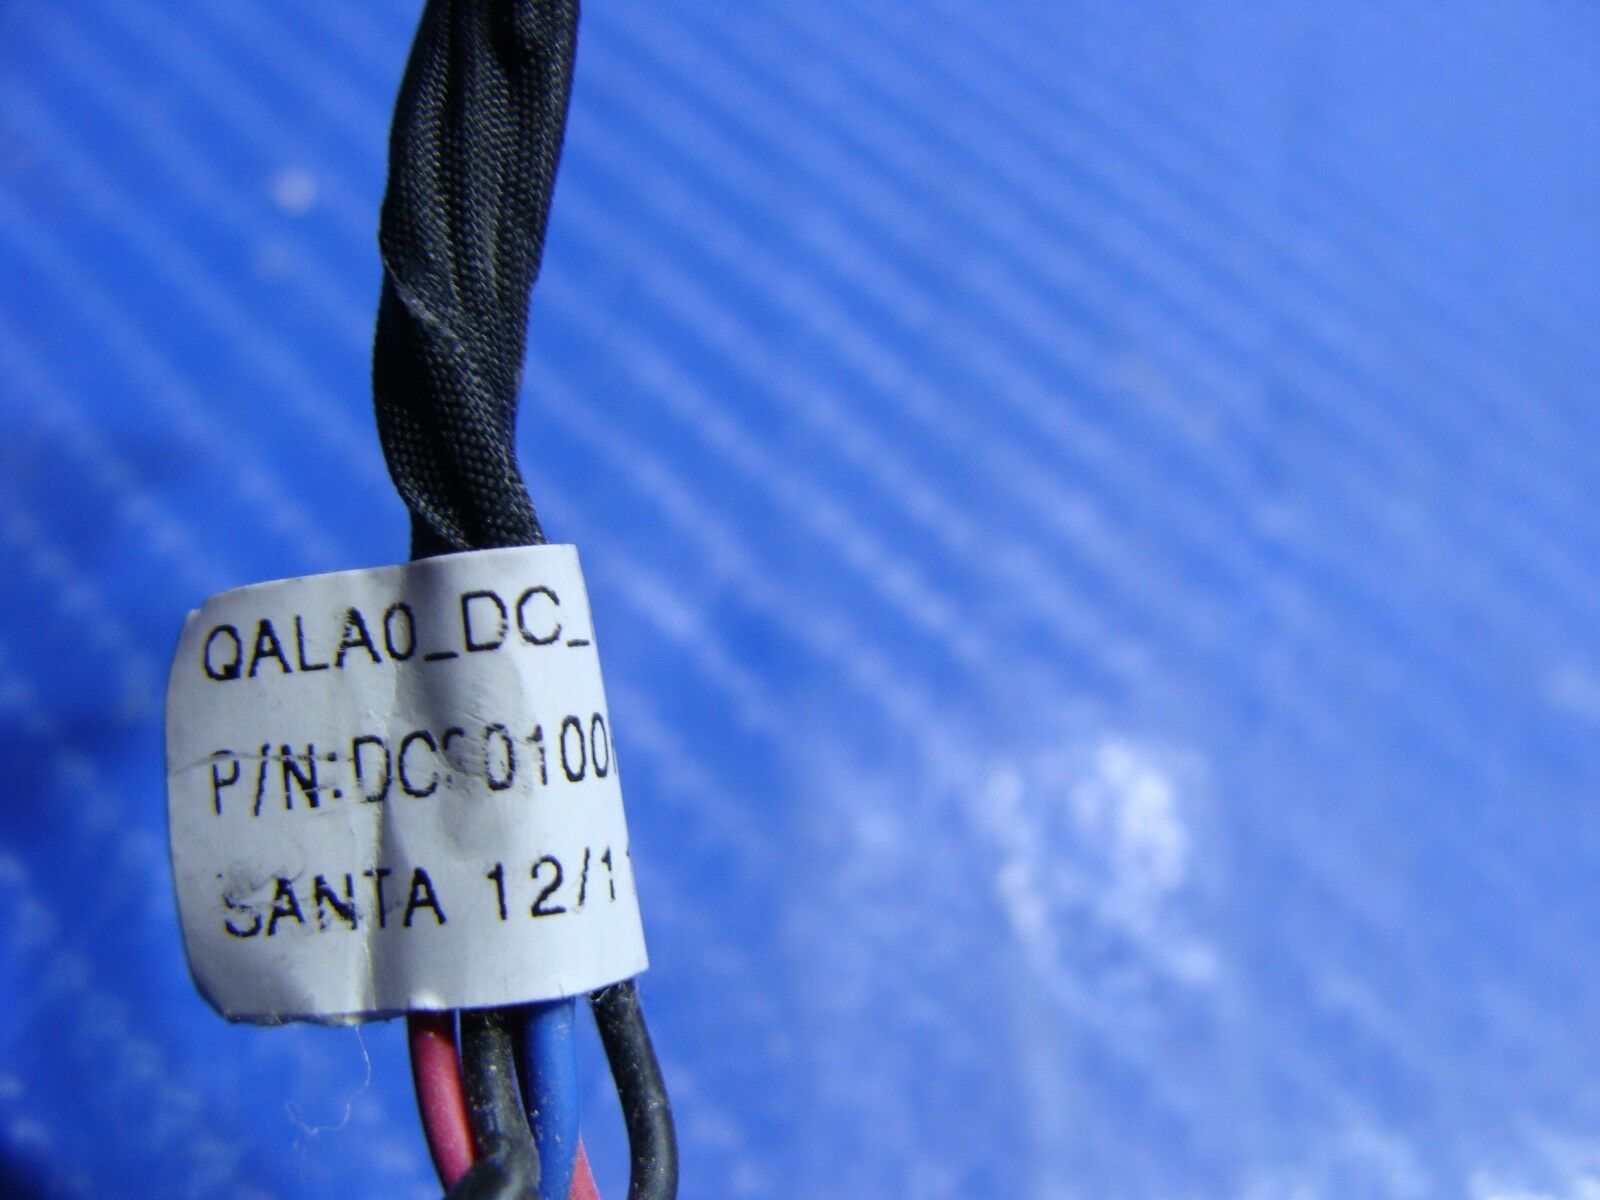 QALA0_DC_
P/N:DC
SANTA 12/1